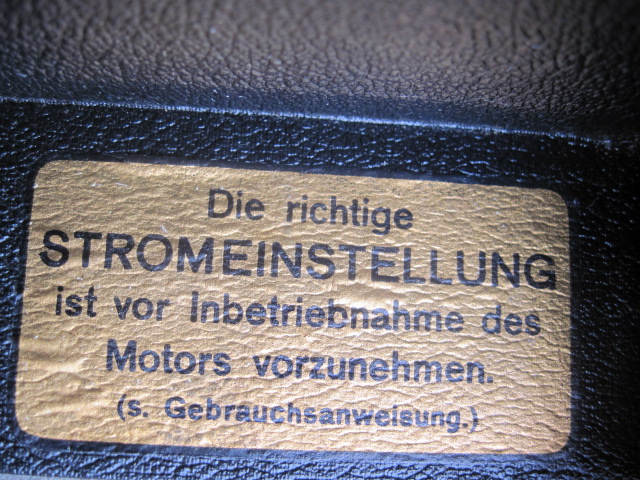 Die richtige
STROMEINSTELLUNG
ist vor Inbetriebnahme des
Motors vorzunehmen.
(s. Gebrauchsanweisung.)